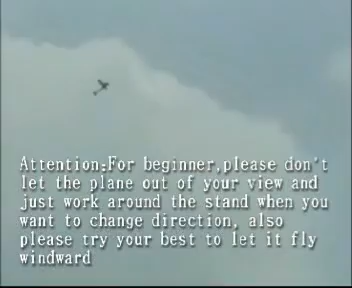 Attention:For beginner,please don't
let the plane out of your view and
just work around the stand when you
want to change direction, also
please try your best to let it fly
windward